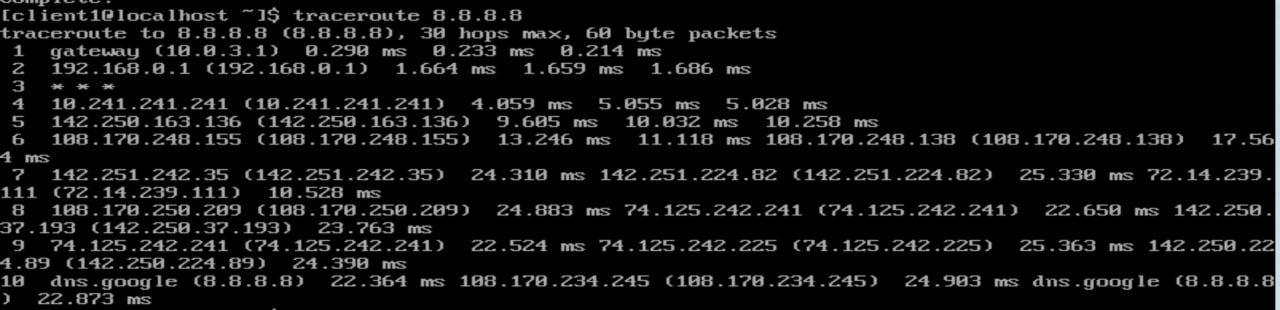 Complete!
[client1@localhost ~]$ traceroute 8.8.8.8
traceroute to 8.8.8.8 (8.8.8.8), 30 hops max, 60 byte packets
 1  gateway (10.0.3.1)  0.290 ms  0.233 ms  0.214 ms
 2  192.168.0.1 (192.168.0.1)  1.664 ms  1.659 ms  1.686 ms
 3  * * *
 4  10.241.241.241 (10.241.241.241)  4.059 ms  5.055 ms  5.028 ms
 5  142.250.163.136 (142.250.163.136)  9.605 ms  10.032 ms  10.258 ms
 6  108.170.248.155 (108.170.248.155)  13.246 ms  11.118 ms 108.170.248.138 (108.170.248.138)  17.56
4 ms
 7  142.251.242.35 (142.251.242.35)  24.310 ms 142.251.224.82 (142.251.224.82)  25.330 ms 72.14.239.
111 (72.14.239.111)  10.528 ms
 8  108.170.250.209 (108.170.250.209)  24.883 ms 74.125.242.241 (74.125.242.241)  22.650 ms 142.250.
37.193 (142.250.37.193)  23.763 ms
 9  74.125.242.241 (74.125.242.241)  22.524 ms 74.125.242.225 (74.125.242.225)  25.363 ms 142.250.22
4.89 (142.250.224.89)  24.390 ms
10  dns.google (8.8.8.8)  22.364 ms 108.170.234.245 (108.170.234.245)  24.903 ms dns.google (8.8.8.8
)  22.873 ms